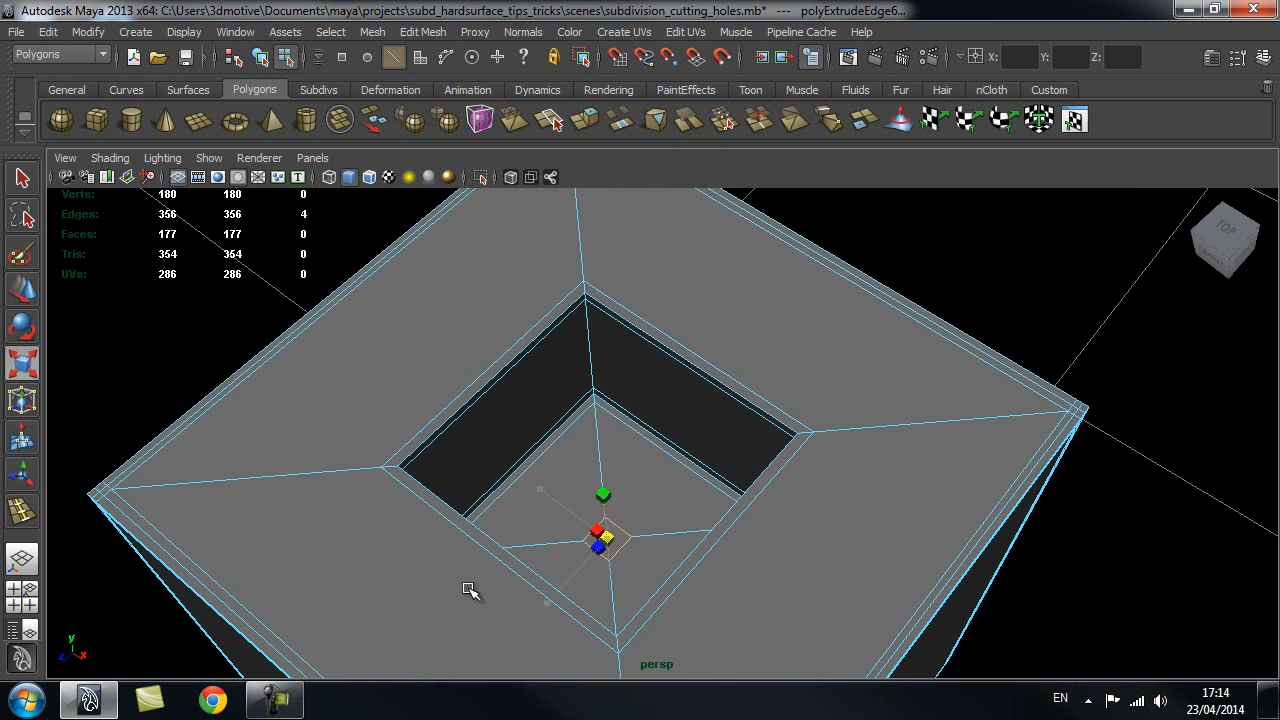 Autodesk Maya 2013 x64: C:\Users\3dmotive\Documents\maya\projects\subd_hardsurface_tips_tricks\scenes\subdivision_cutting_holes.mb* --- polyExtrudeEdge6...
File Edit Modify Create Display Window Assets Select Mesh Edit Mesh Proxy Normals Color Create UVs Edit UVs Muscle Pipeline Cache Help
Polygons X: Y: Z:
General Curves Surfaces Polygons Subdivs Deformation Animation Dynamics Rendering PaintEffects Toon Muscle Fluids Fur Hair nCloth Custom
View Shading Lighting Show Renderer Panels
Verts: 180 180 0
Edges: 356 356 4
Faces: 177 177 0
Tris: 354 354 0
UVs: 286 286 0
TOP
y
z x
persp
EN 17:14
23/04/2014